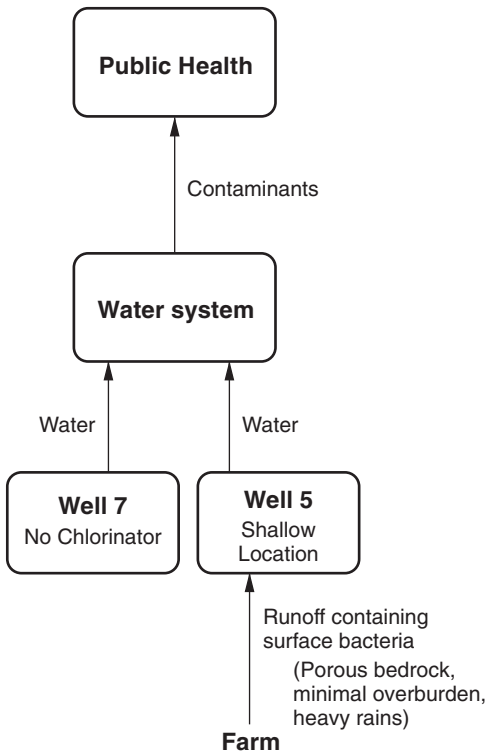 Public Health
Contaminants
Water system
Water
Water
Well 7
No Chlorinator
Well 5
Shallow
Location
Runoff containing
surface bacteria
(Porous bedrock,
minimal overburden,
heavy rains)
Farm